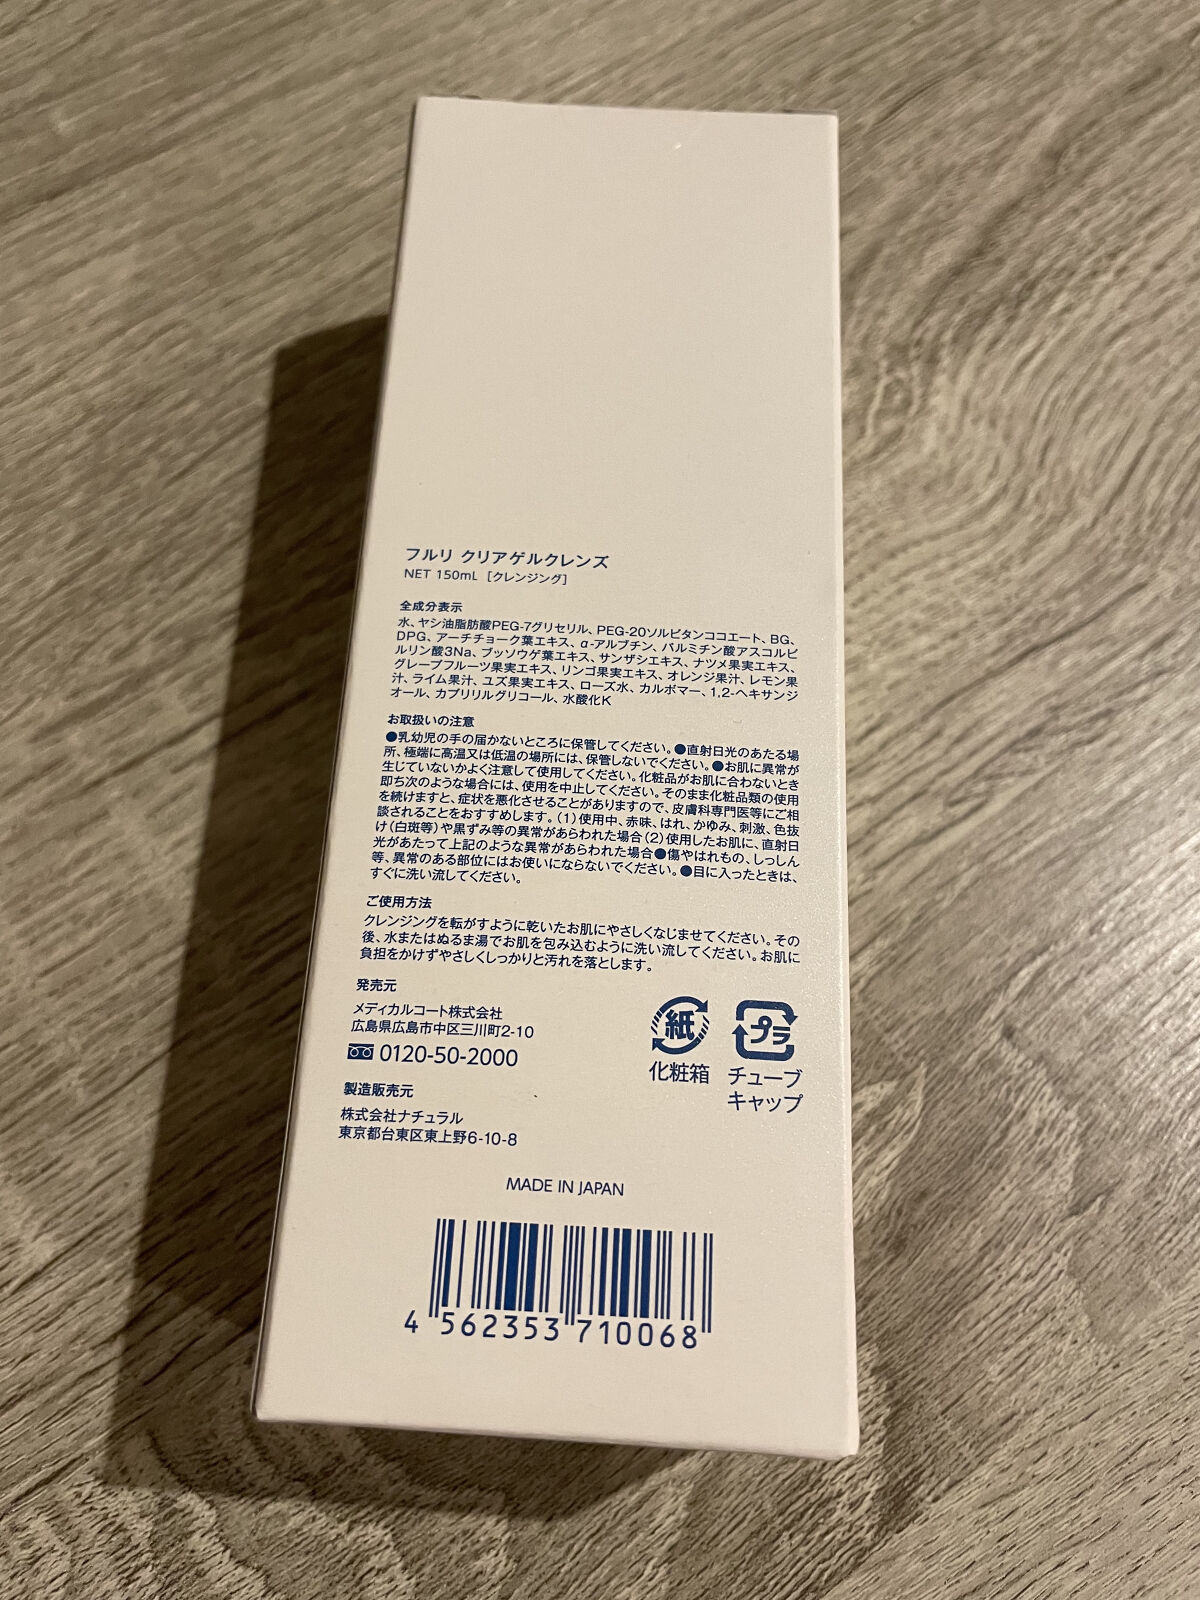 フルリ クリアゲルクレンズ
NET 150mL [クレンジング]
全成分表示
水、ヤシ油脂肪酸PEG-7グリセリル、PEG-20ソルビタンココエート、BG、
DPG、アーチチョーク葉エキス、α-アルブチン、パルミチン酸アスコルビ
ルリン酸3Na、ブッソウゲ葉エキス、サンザシエキス、ナツメ果実エキス、
グレープフルーツ果実エキス、リンゴ果実エキス、オレンジ果汁、レモン果
汁、ライム果汁、ユズ果実エキス、ローズ水、カルボマー、1,2-ヘキサンジ
オール、カプリリルグリコール、水酸化K
お取扱いの注意
●乳幼児の手の届かないところに保管してください。●直射日光のあたる場
所、極端に高温又は低温の場所には、保管しないでください。●お肌に異常が
生じていないかよく注意して使用してください。化粧品がお肌に合わないとき
即ち次のような場合には、使用を中止してください。そのまま化粧品類の使用
を続けますと、症状を悪化させることがありますので、皮膚科専門医等にご相
談されることをおすすめします。(1)使用中、赤味、はれ、かゆみ、刺激、色抜
け(白斑等)や黒ずみ等の異常があらわれた場合(2)使用したお肌に、直射日
光があたって上記のような異常があらわれた場合●傷やはれもの、しっしん
等、異常のある部位にはお使いにならないでください。●目に入ったときは、
すぐに洗い流してください。
ご使用方法
クレンジングを転がすように乾いたお肌にやさしくなじませてください。その
後、水またはぬるま湯でお肌を包み込むように洗い流してください。お肌に
負担をかけずやさしくしっかりと汚れを落とします。
発売元
メディカルコート株式会社
広島県広島市中区三川町2-10
0120-50-2000
製造販売元
株式会社ナチュラル
東京都台東区東上野6-10-8
紙
化粧箱
プラ
チューブ
キャップ
MADE IN JAPAN
4 562353 710068